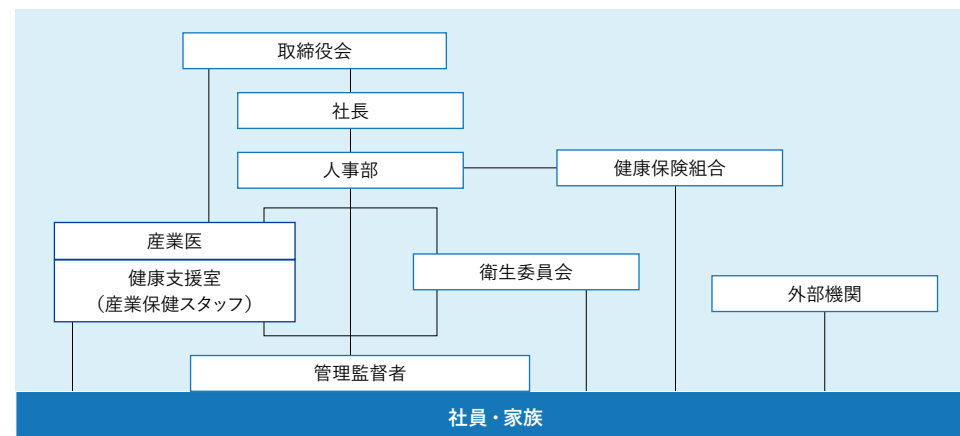 取締役会
社長
人事部
健康保険組合
産業医
健康支援室
（産業保健スタッフ）
衛生委員会
外部機関
管理監督者
社員・家族